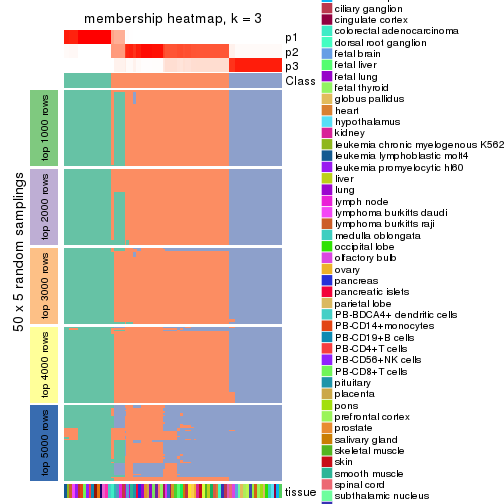 membership heatmap, k = 3
p1
p2
p3
Class
50 x 5 random samplings
top 1000 rows
top 2000 rows
top 3000 rows
top 4000 rows
top 5000 rows
tissue
ciliary ganglion
cingulate cortex
colorectal adenocarcinoma
dorsal root ganglion
fetal brain
fetal liver
fetal lung
fetal thyroid
globus pallidus
heart
hypothalamus
kidney
leukemia chronic myelogenous K562
leukemia lymphoblastic molt4
leukemia promyelocytic hl60
liver
lung
lymph node
lymphoma burkitts daudi
lymphoma burkitts raji
medulla oblongata
occipital lobe
olfactory bulb
ovary
pancreas
pancreatic islets
parietal lobe
PB-BDCA4+ dendritic cells
PB-CD14+monocytes
PB-CD19+B cells
PB-CD4+T cells
PB-CD56+NK cells
PB-CD8+T cells
pituitary
placenta
pons
prefrontal cortex
prostate
salivary gland
skeletal muscle
skin
smooth muscle
spinal cord
subthalamic nucleus